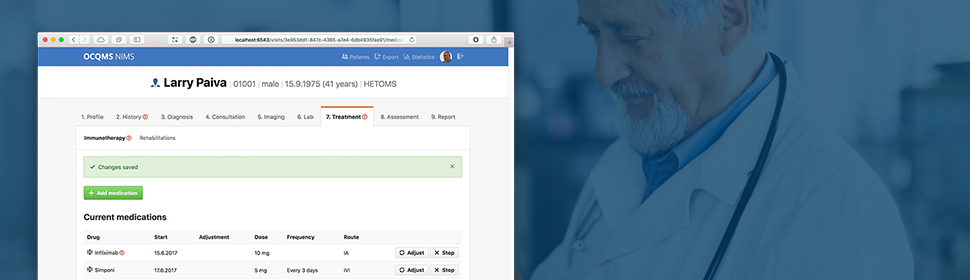 localhost:6543/visits/3e953dd1-847c-4365-a7e4-6db4935fae91/medica
OCQMS NIMS Patients Export Statistics
Larry Paiva | 01001 | male | 15.9.1975 (41 years) | HETOMS
1. Profile 2. History 3. Diagnosis 4. Consultation 5. Imaging 6. Lab 7. Treatment 8. Assessment 9. Report
Immunotherapy Rehabilitations
Changes saved
+ Add medication
Current medications
Drug Start Adjustment Dose Frequency Route
Infiximab 15.6.2017 10 mg IA Adjust Stop
Simponi 17.6.2017 5 mg Every 3 days IVI Adjust Stop